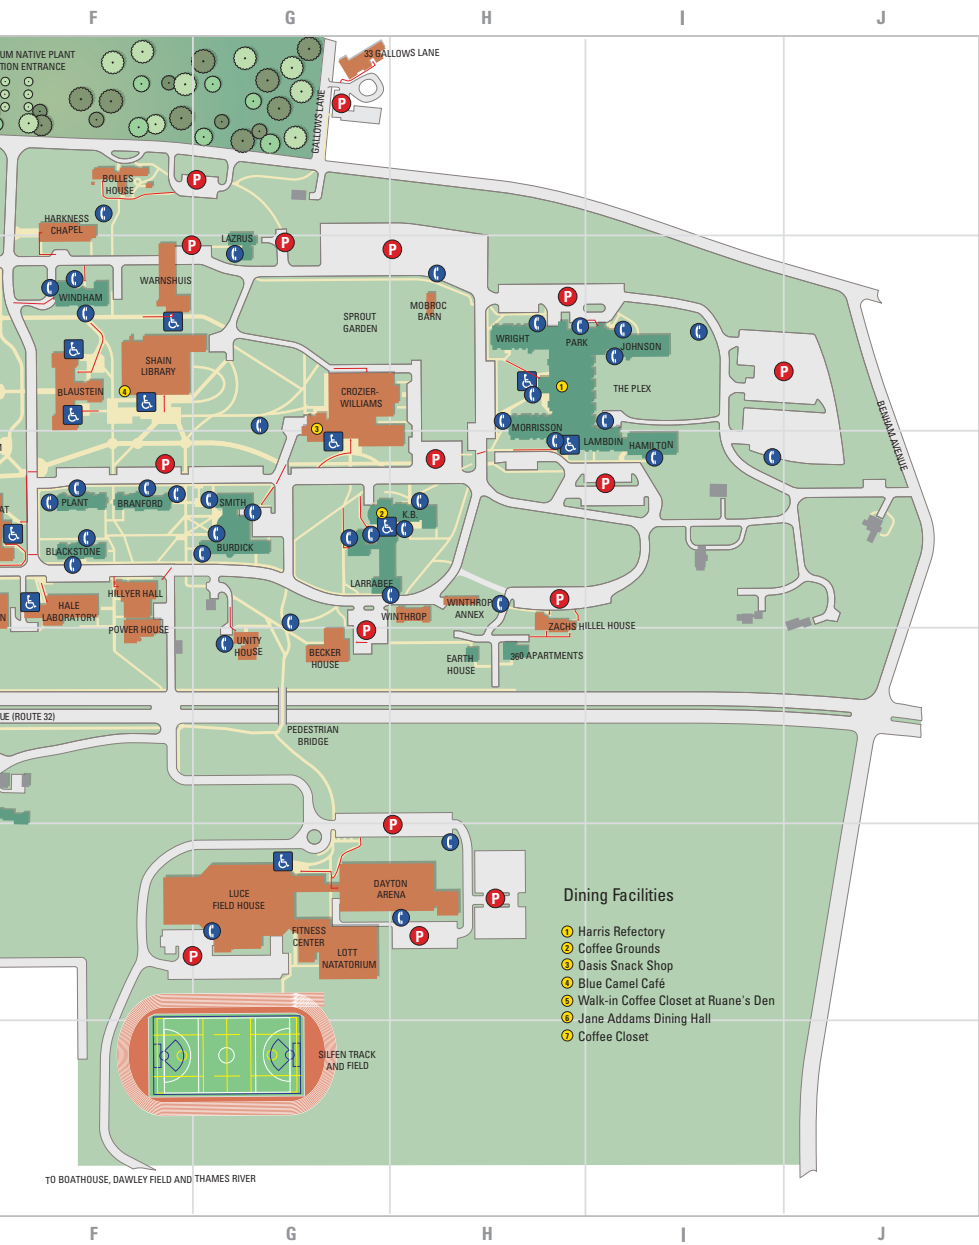 F G H I J
33 GALLOWS LANE
UM NATIVE PLANT
TION ENTRANCE
GALLOWS LANE
P
P
BOLLES
HOUSE
HARKNESS
CHAPEL
LAZRUS
P
P
P
WARNSHUIS
WINDHAM
SPROUT
GARDEN
MOBROC
BARN
P
WRIGHT
PARK
JOHNSON
SHAIN
LIBRARY
BLAUSTEIN
4
CROZIER-
WILLIAMS
3
1
THE PLEX
P
BENHAM AVENUE
MORRISSON
LAMBDIN
HAMILTON
M
P
P
P
PLANT
BRANFORD
SMITH
2
K.B.
AT
BLACKSTONE
BURDICK
LARRABEE
HILLYER HALL
HALE
LABORATORY
N
POWER HOUSE
WINTHROP
WINTHROP
ANNEX
P
ZACHS HILLEL HOUSE
P
UNITY
HOUSE
BECKER
HOUSE
EARTH
HOUSE
360 APARTMENTS
UE (ROUTE 32)
PEDESTRIAN
BRIDGE
P
LUCE
FIELD HOUSE
DAYTON
ARENA
P
FITNESS
CENTER
P
P
LOTT
NATATORIUM
Dining Facilities
1 Harris Refectory
2 Coffee Grounds
3 Oasis Snack Shop
4 Blue Camel Café
5 Walk-in Coffee Closet at Ruane's Den
6 Jane Addams Dining Hall
7 Coffee Closet
SILFEN TRACK
AND FIELD
TO BOATHOUSE, DAWLEY FIELD AND THAMES RIVER
F G H I J